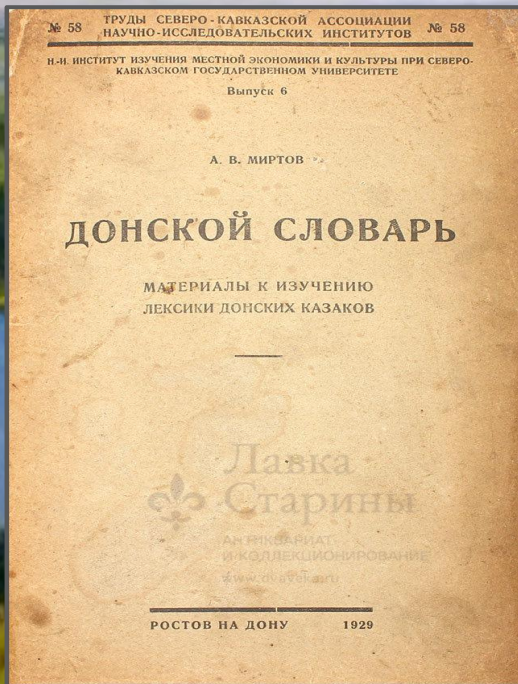 № 58 ТРУДЫ СЕВЕРО-КАВКАЗСКОЙ АССОЦИАЦИИ № 58
НАУЧНО-ИССЛЕДОВАТЕЛЬСКИХ ИНСТИТУТОВ
Н.-И. ИНСТИТУТ ИЗУЧЕНИЯ МЕСТНОЙ ЭКОНОМИКИ И КУЛЬТУРЫ ПРИ СЕВЕРО-
КАВКАЗСКОМ ГОСУДАРСТВЕННОМ УНИВЕРСИТЕТЕ
Выпуск 6
А. В. МИРТОВ
ДОНСКОЙ СЛОВАРЬ
МАТЕРИАЛЫ К ИЗУЧЕНИЮ
ЛЕКСИКИ ДОНСКИХ КАЗАКОВ
Лавка
Старины
АНТИКВАРИАТ
И КОЛЛЕКЦИОНИРОВАНИЕ
РОСТОВ НА ДОНУ 1929